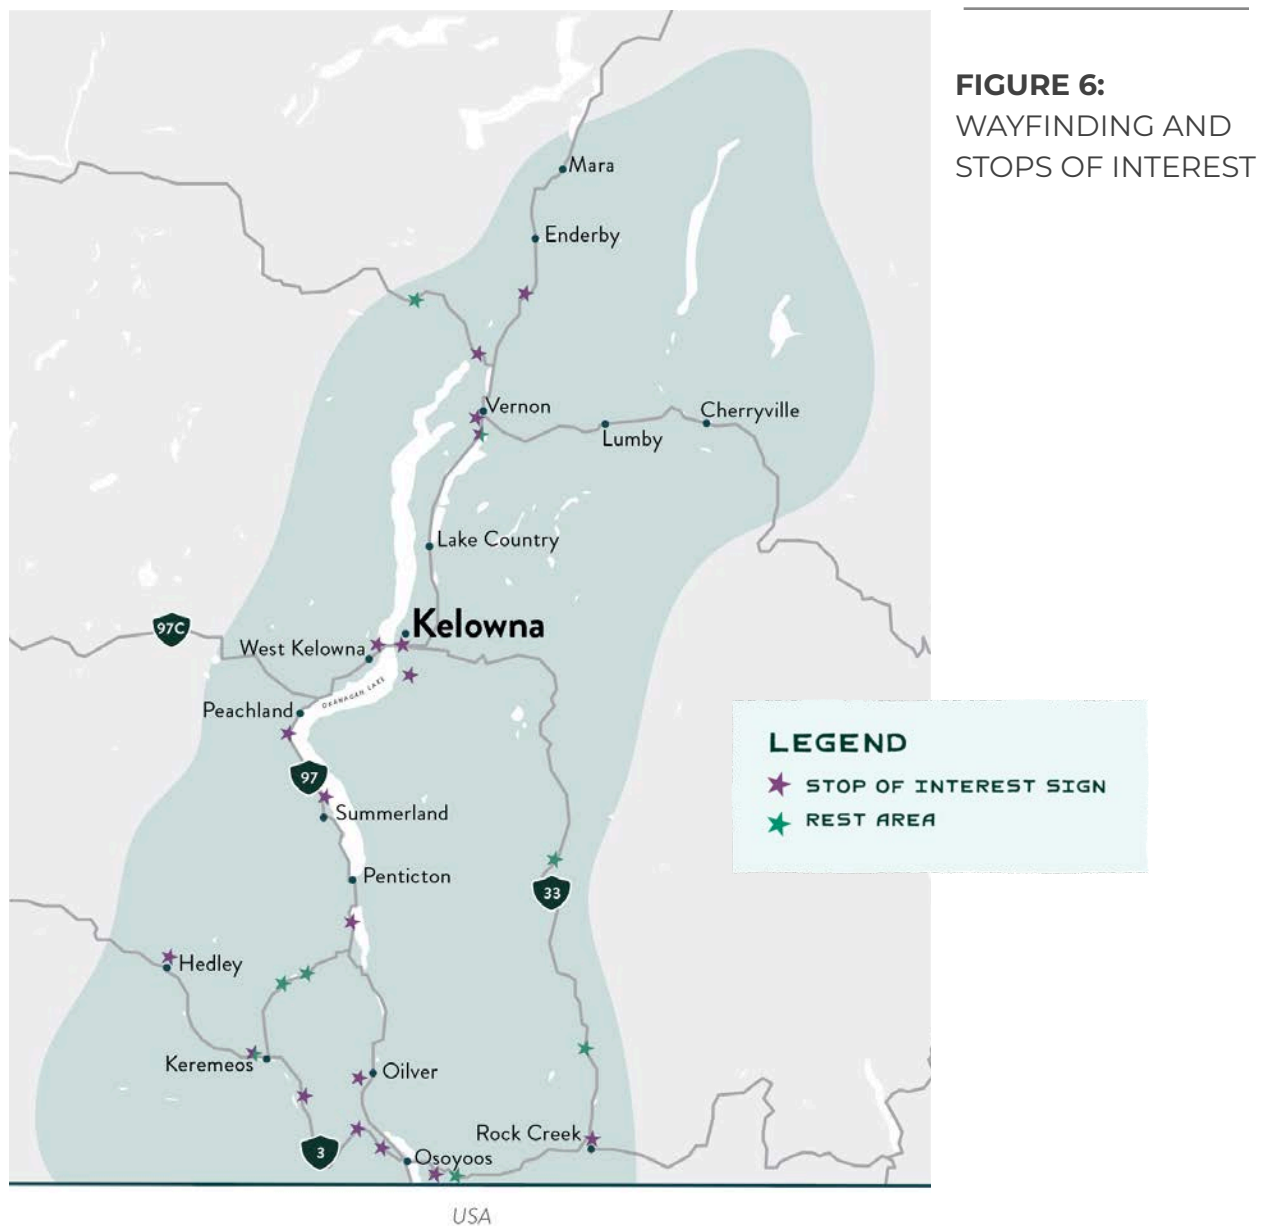 FIGURE 6:
WAYFINDING AND
STOPS OF INTEREST
Mara
Enderby
Vernon
Cherryville
Lumby
Lake Country
Kelowna
97C
West Kelowna
OKANAGAN LAKE
Peachland
97
Summerland
Penticton
33
Hedley
Keremeos
Oilver
Rock Creek
3
Osoyoos
USA
LEGEND
STOP OF INTEREST SIGN
REST AREA